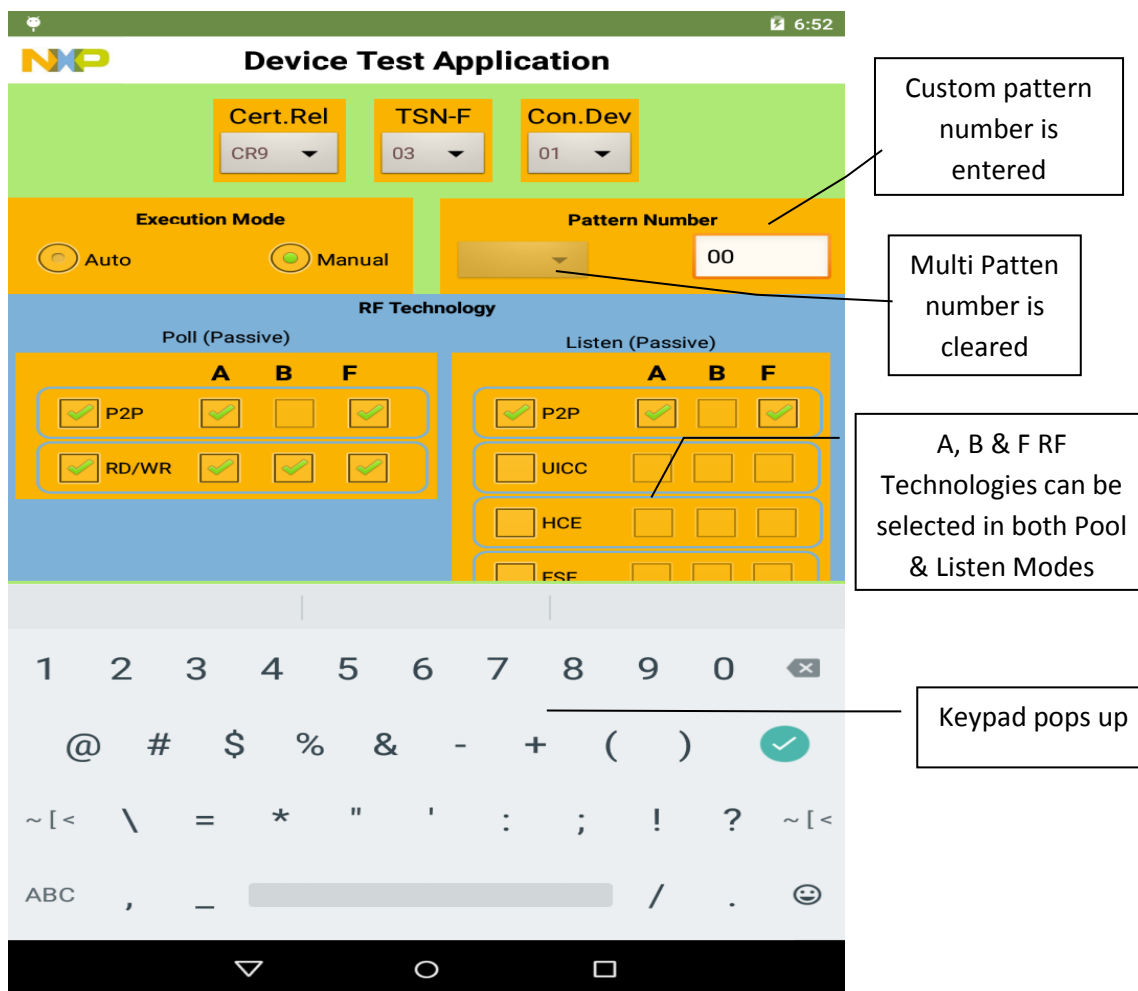 6:52
NXP
Device Test Application
Cert.Rel TSN-F Con.Dev
CR9 03 01
Execution Mode
Auto Manual
Pattern Number
00
RF Technology
Poll (Passive)
A B F
P2P
RD/WR
Listen (Passive)
A B F
P2P
UICC
HCE
ESE
1 2 3 4 5 6 7 8 9 0
@ # $ % & - + ( )
~ [ < \ = * " ' : ; ! ? ~ [ <
ABC , _ / .
Custom pattern
number is
entered
Multi Patten
number is
cleared
A, B & F RF
Technologies can be
selected in both Pool
& Listen Modes
Keypad pops up